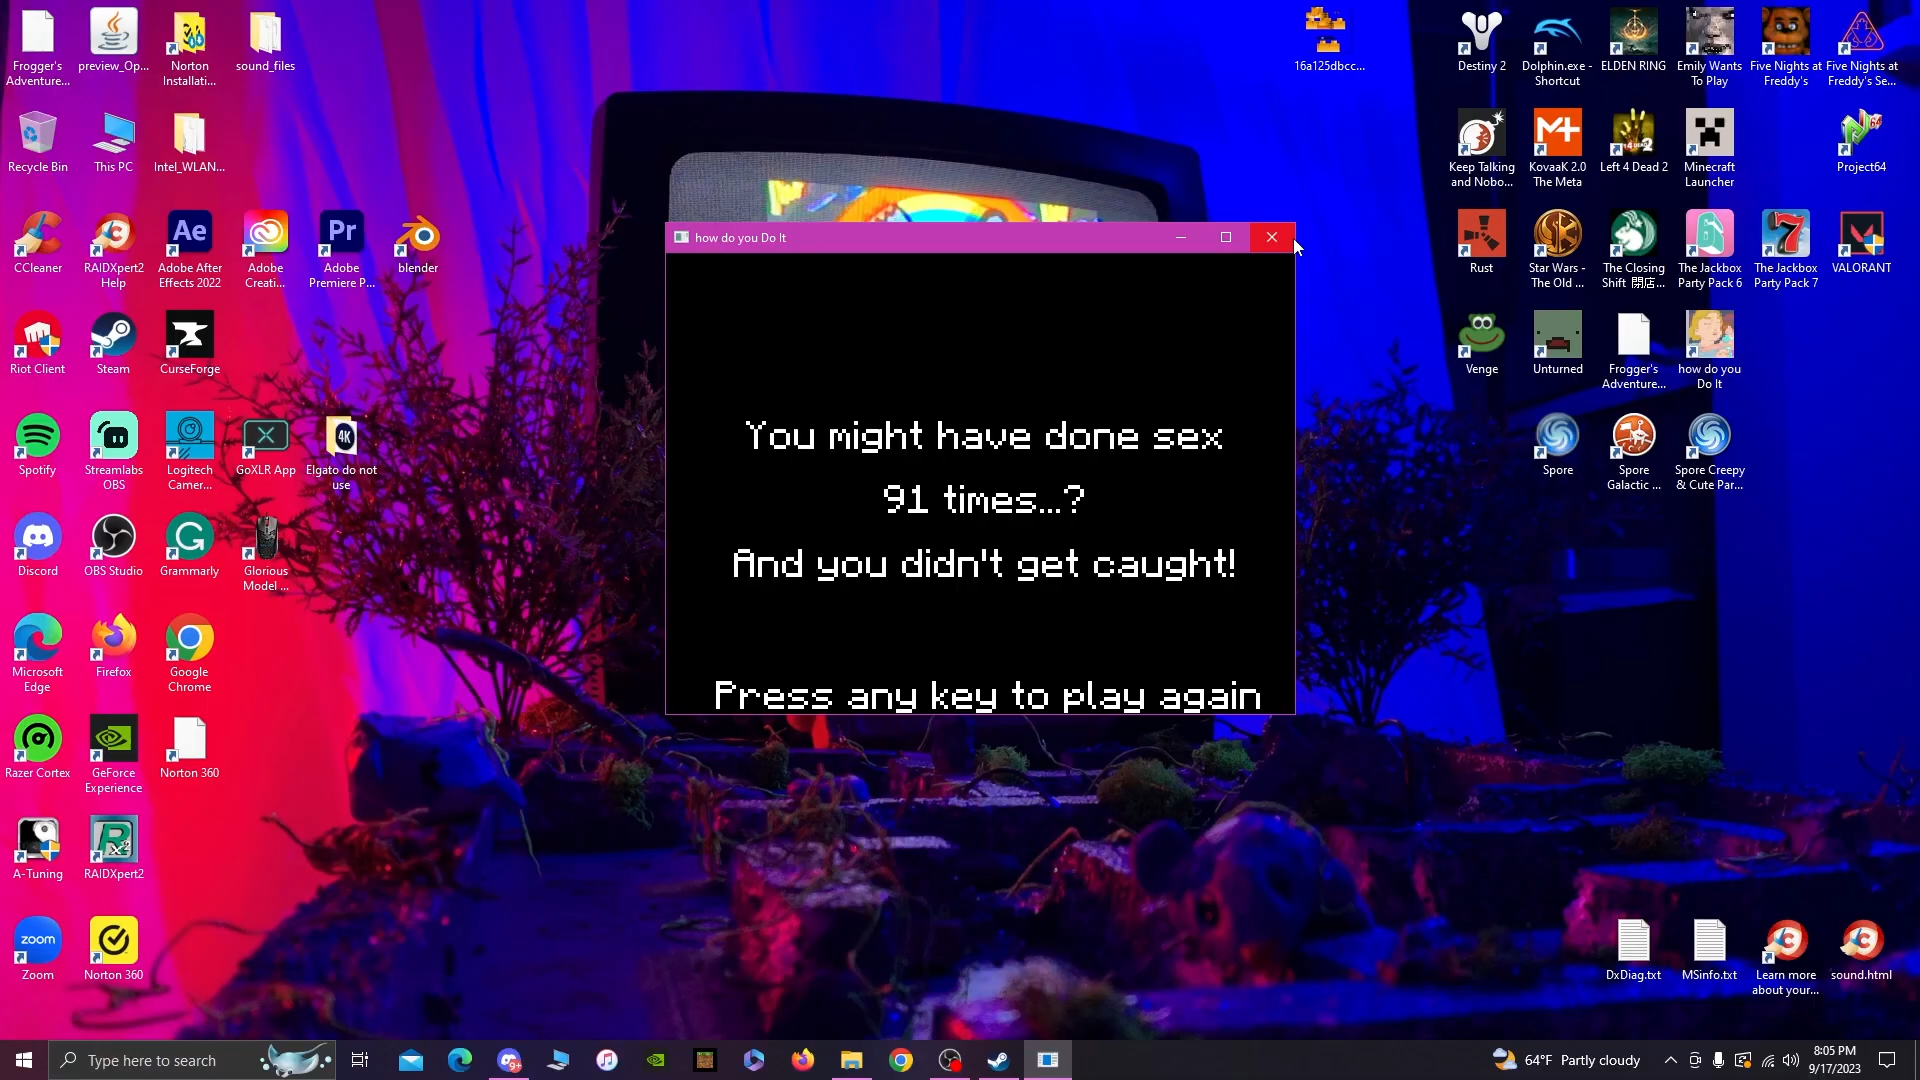 Frogger's
Adventure...
preview_Op...
Norton
Installati...
sound_files
16a125dbcc...
Destiny 2
Dolphin.exe -
Shortcut
ELDEN RING
Emily Wants
To Play
Five Nights at
Freddy's
Five Nights at
Freddy's Se...
Recycle Bin
This PC
Intel_WLAN...
Keep Talking
and Nobo...
KovaaK 2.0
The Meta
Left 4 Dead 2
Minecraft
Launcher
Project64
CCleaner
RAIDXpert2
Help
Ae
Adobe After
Effects 2022
Adobe
Creati...
Pr
Adobe
Premiere P...
blender
how do you Do It
Rust
Star Wars -
The Old ...
The Closing
Shift 閉店...
The Jackbox
Party Pack 6
The Jackbox
Party Pack 7
VALORANT
Riot Client
Steam
CurseForge
Venge
Unturned
Frogger's
Adventure...
how do you
Do It
You might have done sex
91 times...?
And you didn't get caught!
Press any key to play again
Spotify
Streamlabs
OBS
Logitech
Camer...
GoXLR App
4K
Elgato do not
use
Spore
Spore
Galactic ...
Spore Creepy
& Cute Par...
Discord
OBS Studio
Grammarly
Glorious
Model ...
Microsoft
Edge
Firefox
Google
Chrome
Razer Cortex
GeForce
Experience
Norton 360
A-Tuning
RAIDXpert2
zoom
Zoom
Norton 360
DxDiag.txt
MSinfo.txt
Learn more
about your...
sound.html
Type here to search
9+
64°F Partly cloudy
8:05 PM
9/17/2023